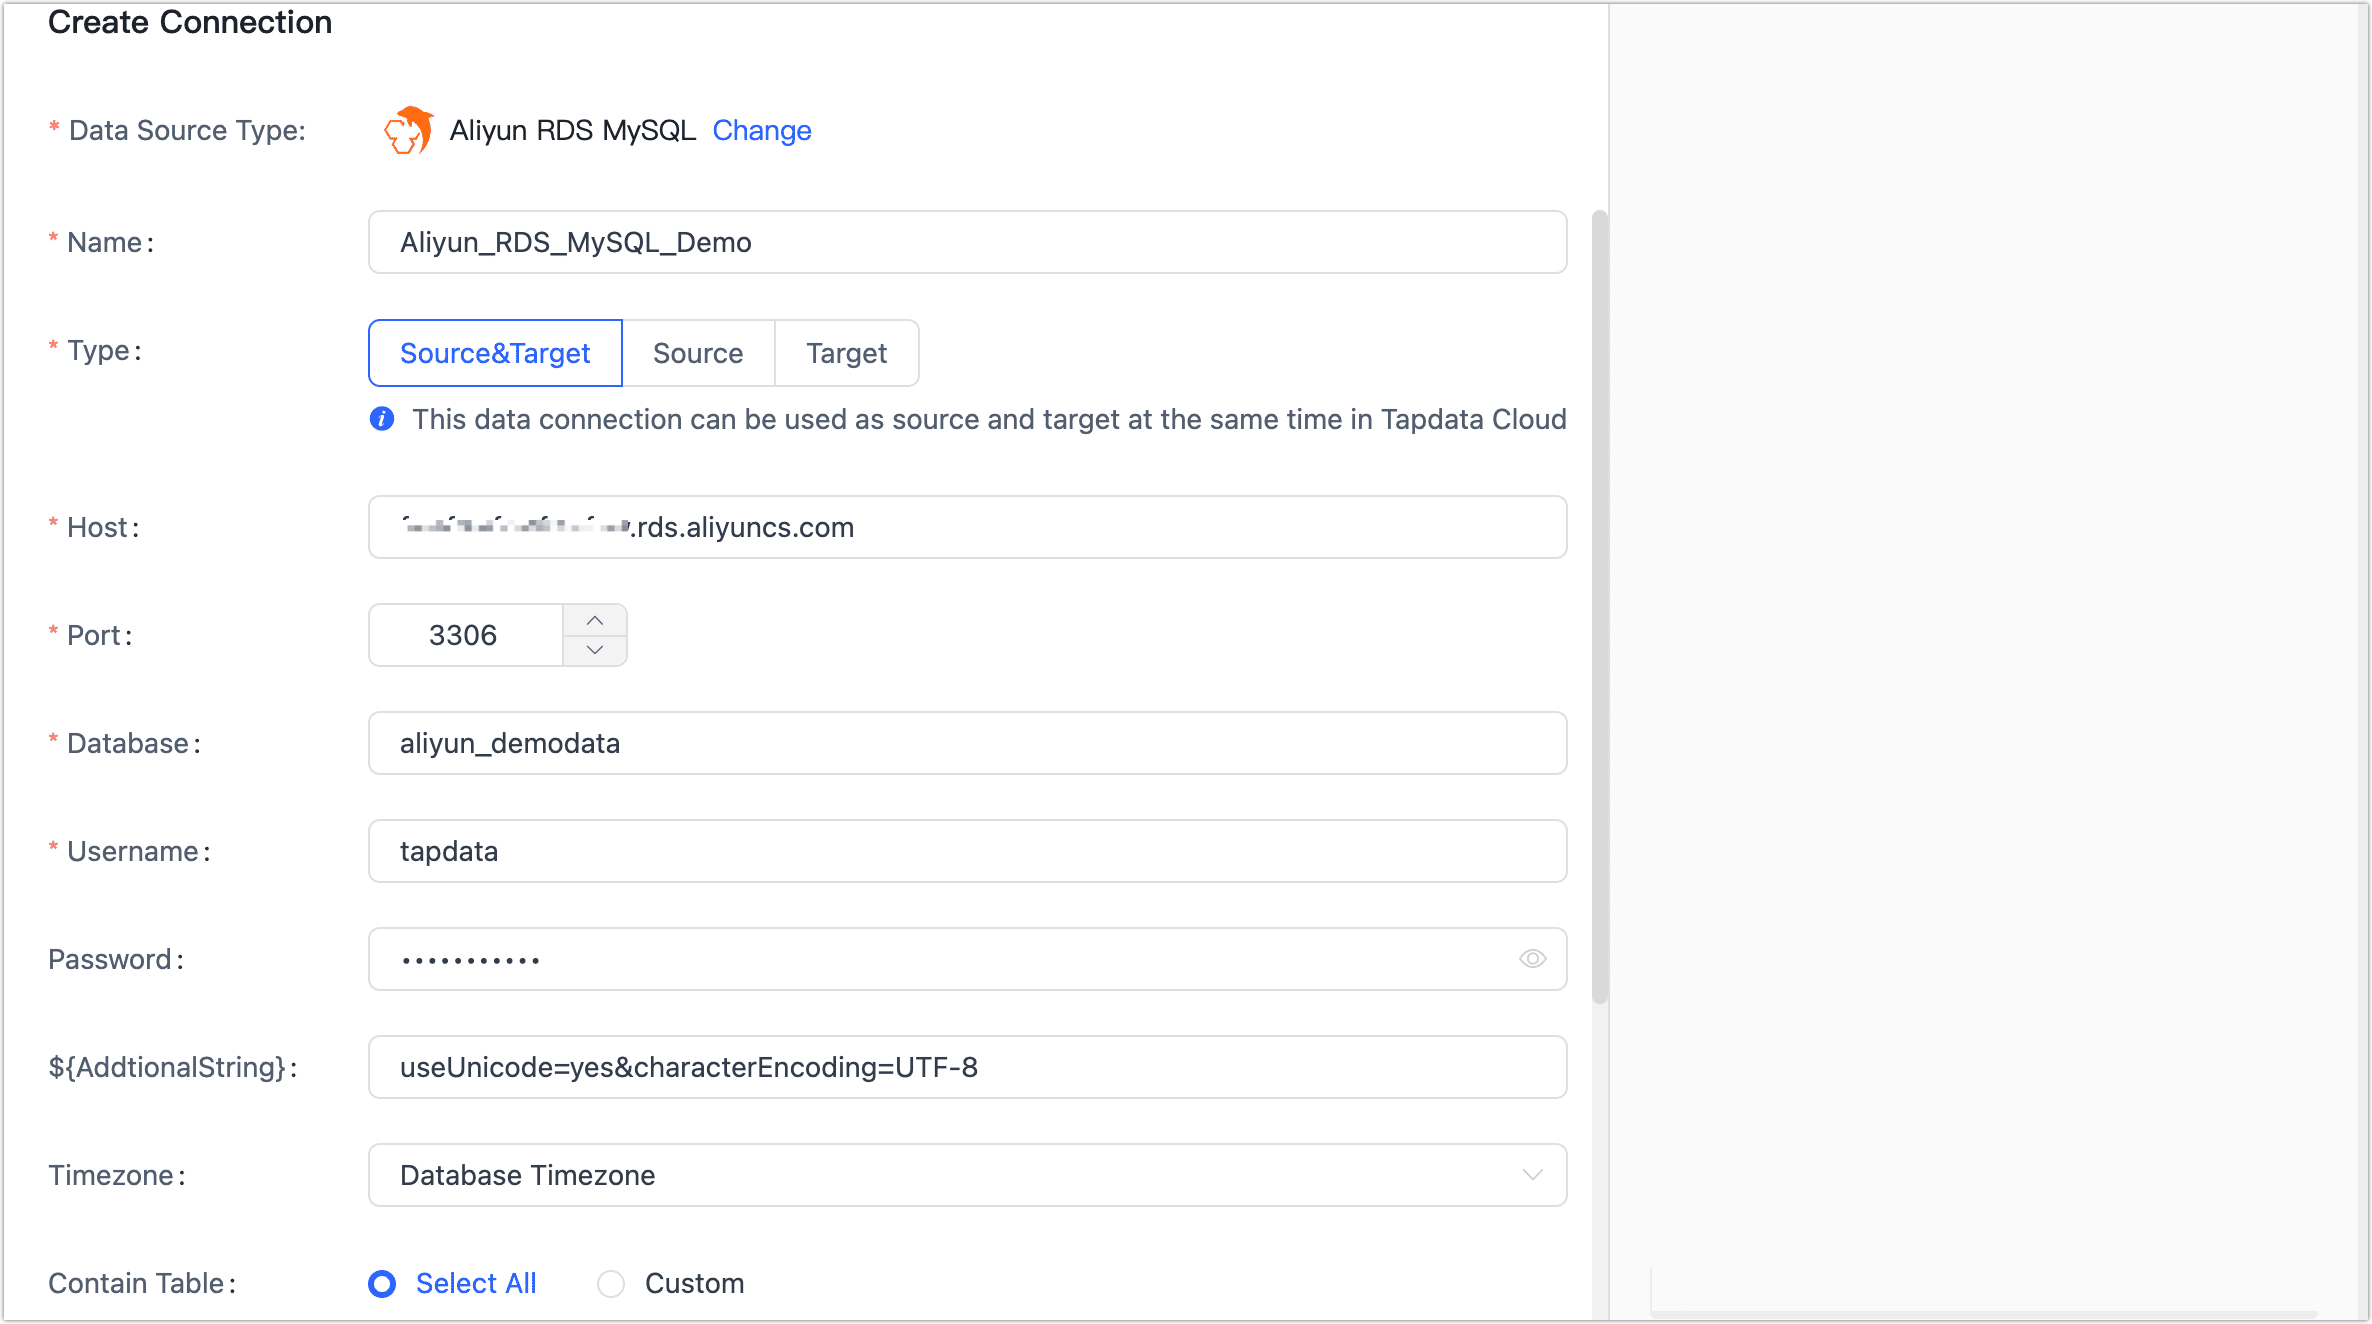 Create Connection
* Data Source Type: Aliyun RDS MySQL Change
* Name: Aliyun_RDS_MySQL_Demo
* Type: Source&Target Source Target
This data connection can be used as source and target at the same time in Tapdata Cloud
* Host: .rds.aliyuncs.com
* Port: 3306
* Database: aliyun_demodata
* Username: tapdata
Password: •••••••••••
${AddtionalString}: useUnicode=yes&characterEncoding=UTF-8
Timezone: Database Timezone
Contain Table: Select All Custom